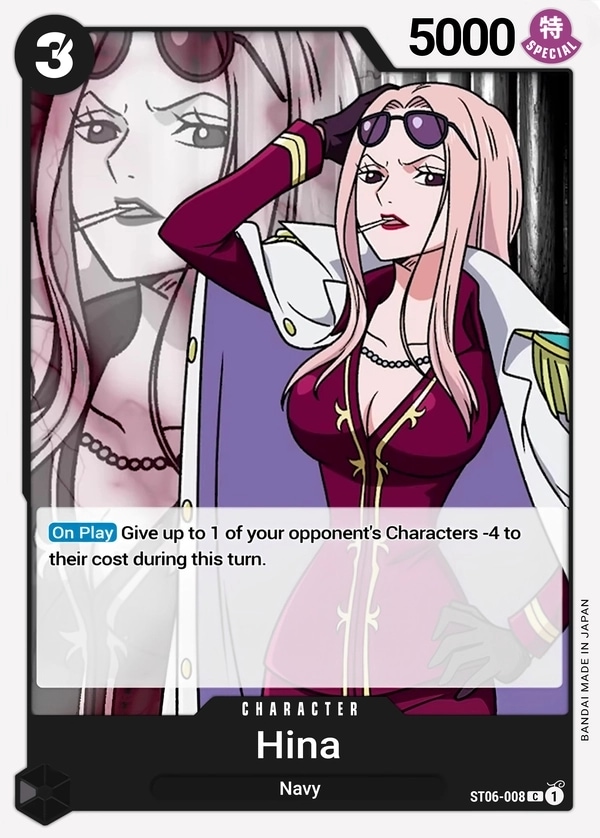 3
5000
特
SPECIAL
On Play Give up to 1 of your opponent's Characters -4 to
their cost during this turn.
BANDAI MADE IN JAPAN
CHARACTER
Hina
Navy
ST06-008 C 1